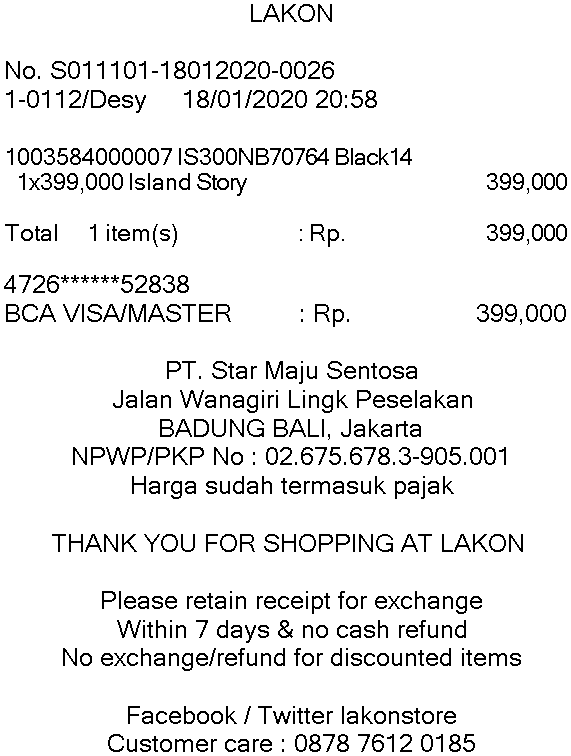 LAKON
No. S011101-18012020-0026
1-0112/Desy 18/01/2020 20:58
1003584000007 IS300NB70764 Black14
1x399,000 Island Story 399,000
Total 1 item(s) : Rp. 399,000
4726******52838
BCA VISA/MASTER : Rp. 399,000
PT. Star Maju Sentosa
Jalan Wanagiri Lingk Peselakan
BADUNG BALI, Jakarta
NPWP/PKP No : 02.675.678.3-905.001
Harga sudah termasuk pajak
THANK YOU FOR SHOPPING AT LAKON
Please retain receipt for exchange
Within 7 days & no cash refund
No exchange/refund for discounted items
Facebook / Twitter lakonstore
Customer care : 0878 7612 0185